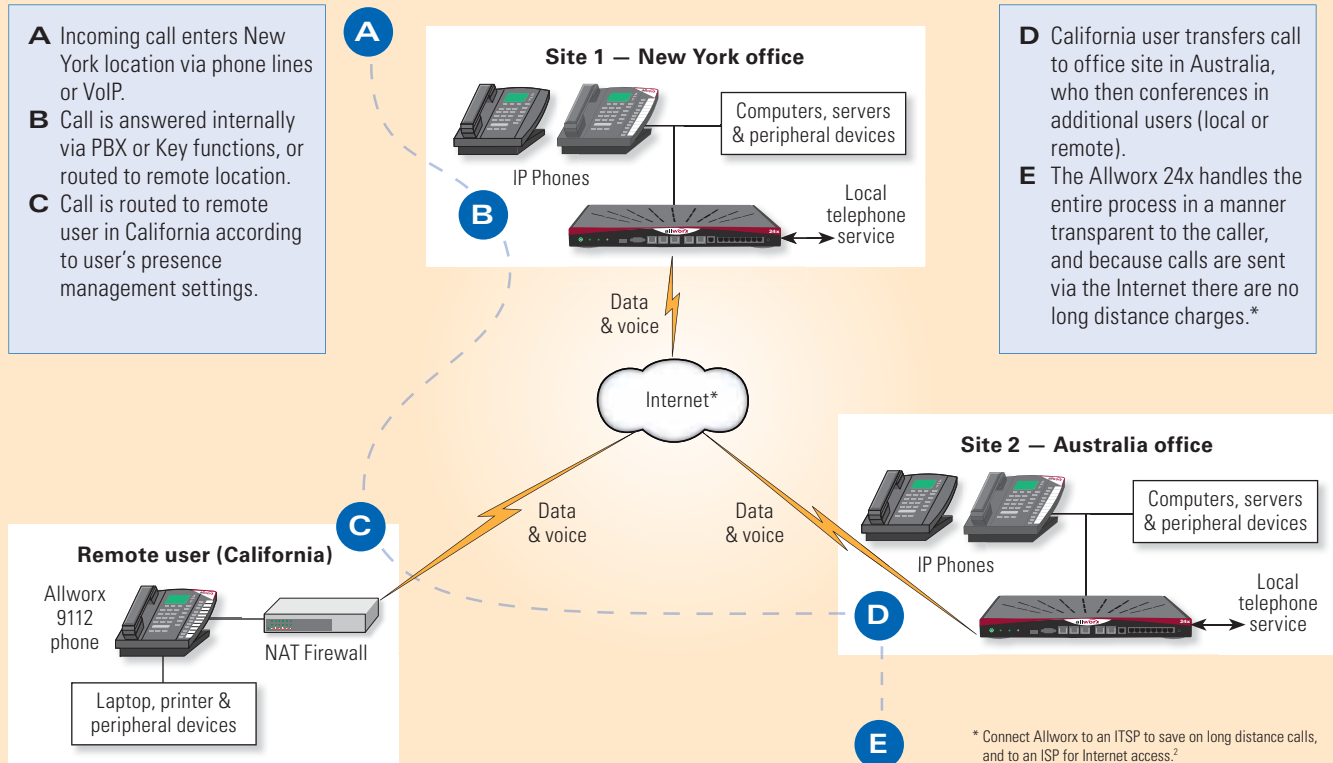 A Incoming call enters New
York location via phone lines
or VoIP.
B Call is answered internally
via PBX or Key functions, or
routed to remote location.
C Call is routed to remote
user in California according
to user's presence
management settings.
A
Site 1 — New York office
Computers, servers
& peripheral devices
IP Phones
B
Local
telephone
service
allworx
24x
D California user transfers call
to office site in Australia,
who then conferences in
additional users (local or
remote).
E The Allworx 24x handles the
entire process in a manner
transparent to the caller,
and because calls are sent
via the Internet there are no
long distance charges.*
Data
& voice
Internet*
Data
& voice
Data
& voice
C
Remote user (California)
Allworx
9112
phone
NAT Firewall
Laptop, printer &
peripheral devices
Site 2 — Australia office
Computers, servers
& peripheral devices
IP Phones
Local
telephone
service
allworx
24x
D
E
* Connect Allworx to an ITSP to save on long distance calls,
and to an ISP for Internet access.2